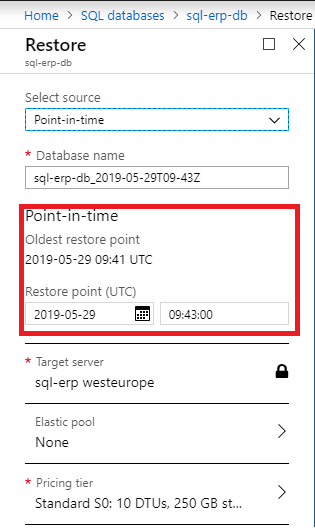 Home > SQL databases > sql-erp-db > Restore
Restore
sql-erp-db
Select source
Point-in-time
* Database name
sql-erp-db_2019-05-29T09-43Z
Point-in-time
Oldest restore point
2019-05-29 09:41 UTC
Restore point (UTC)
2019-05-29 09:43:00
* Target server
sql-erp westeurope
Elastic pool
None
* Pricing tier
Standard S0: 10 DTUs, 250 GB st...